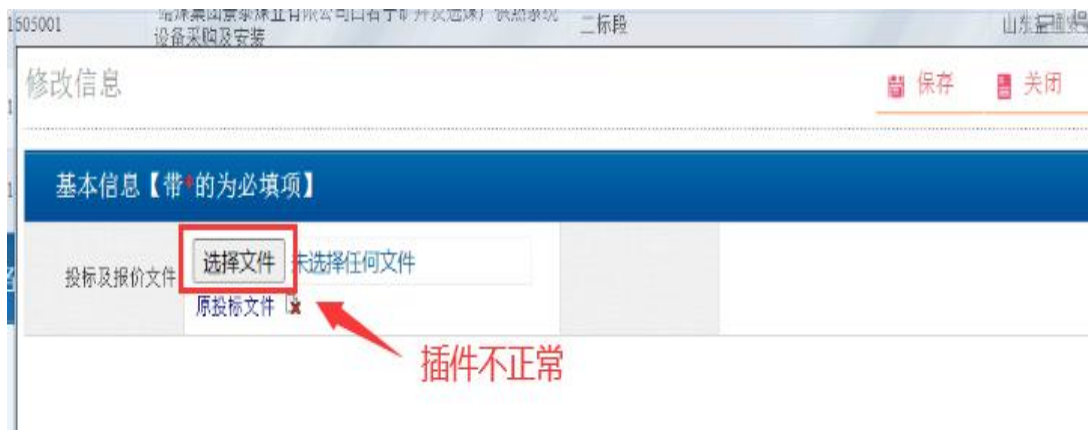 605001
设备采购及安装
二标段
修改信息
保存
关闭
基本信息【带*的为必填项】
投标及报价文件
选择文件
未选择任何文件
原投标文件
插件不正常